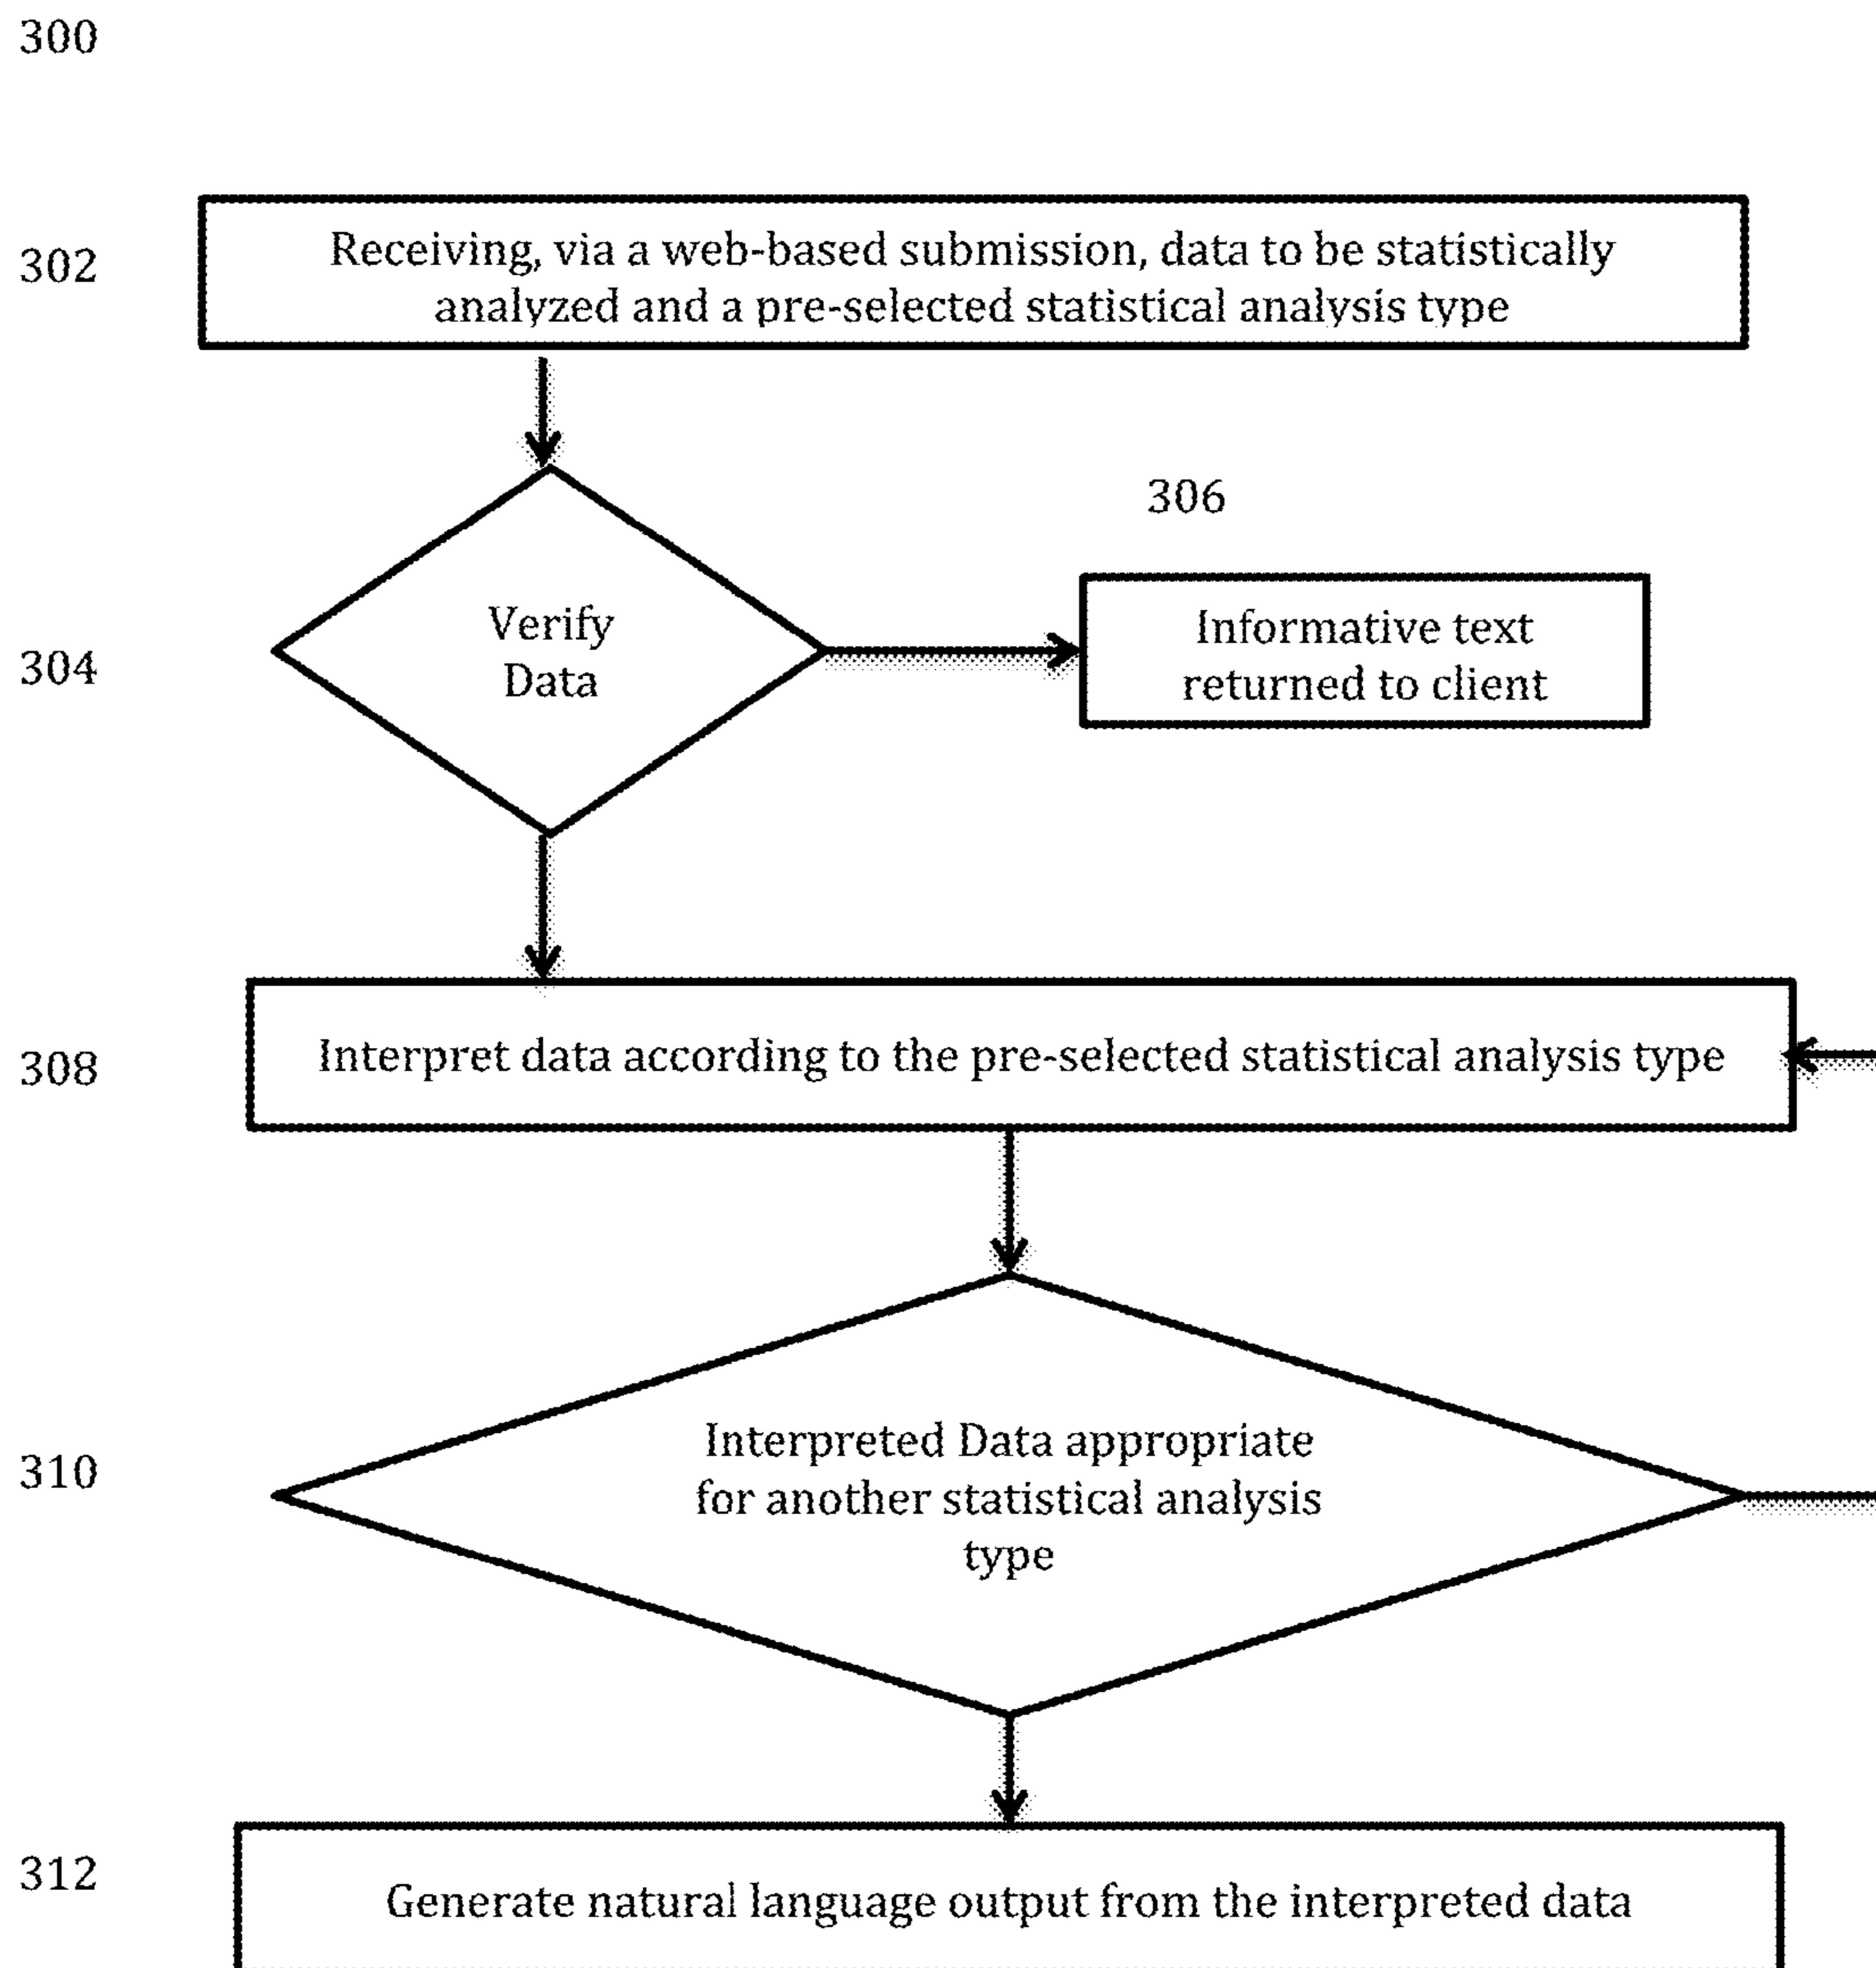 300
302
Receiving, via a web-based submission, data to be statistically
analyzed and a pre-selected statistical analysis type
306
304
Verify
Data
Informative text
returned to client
308
Interpret data according to the pre-selected statistical analysis type
310
Interpreted Data appropriate
for another statistical analysis
type
312
Generate natural language output from the interpreted data